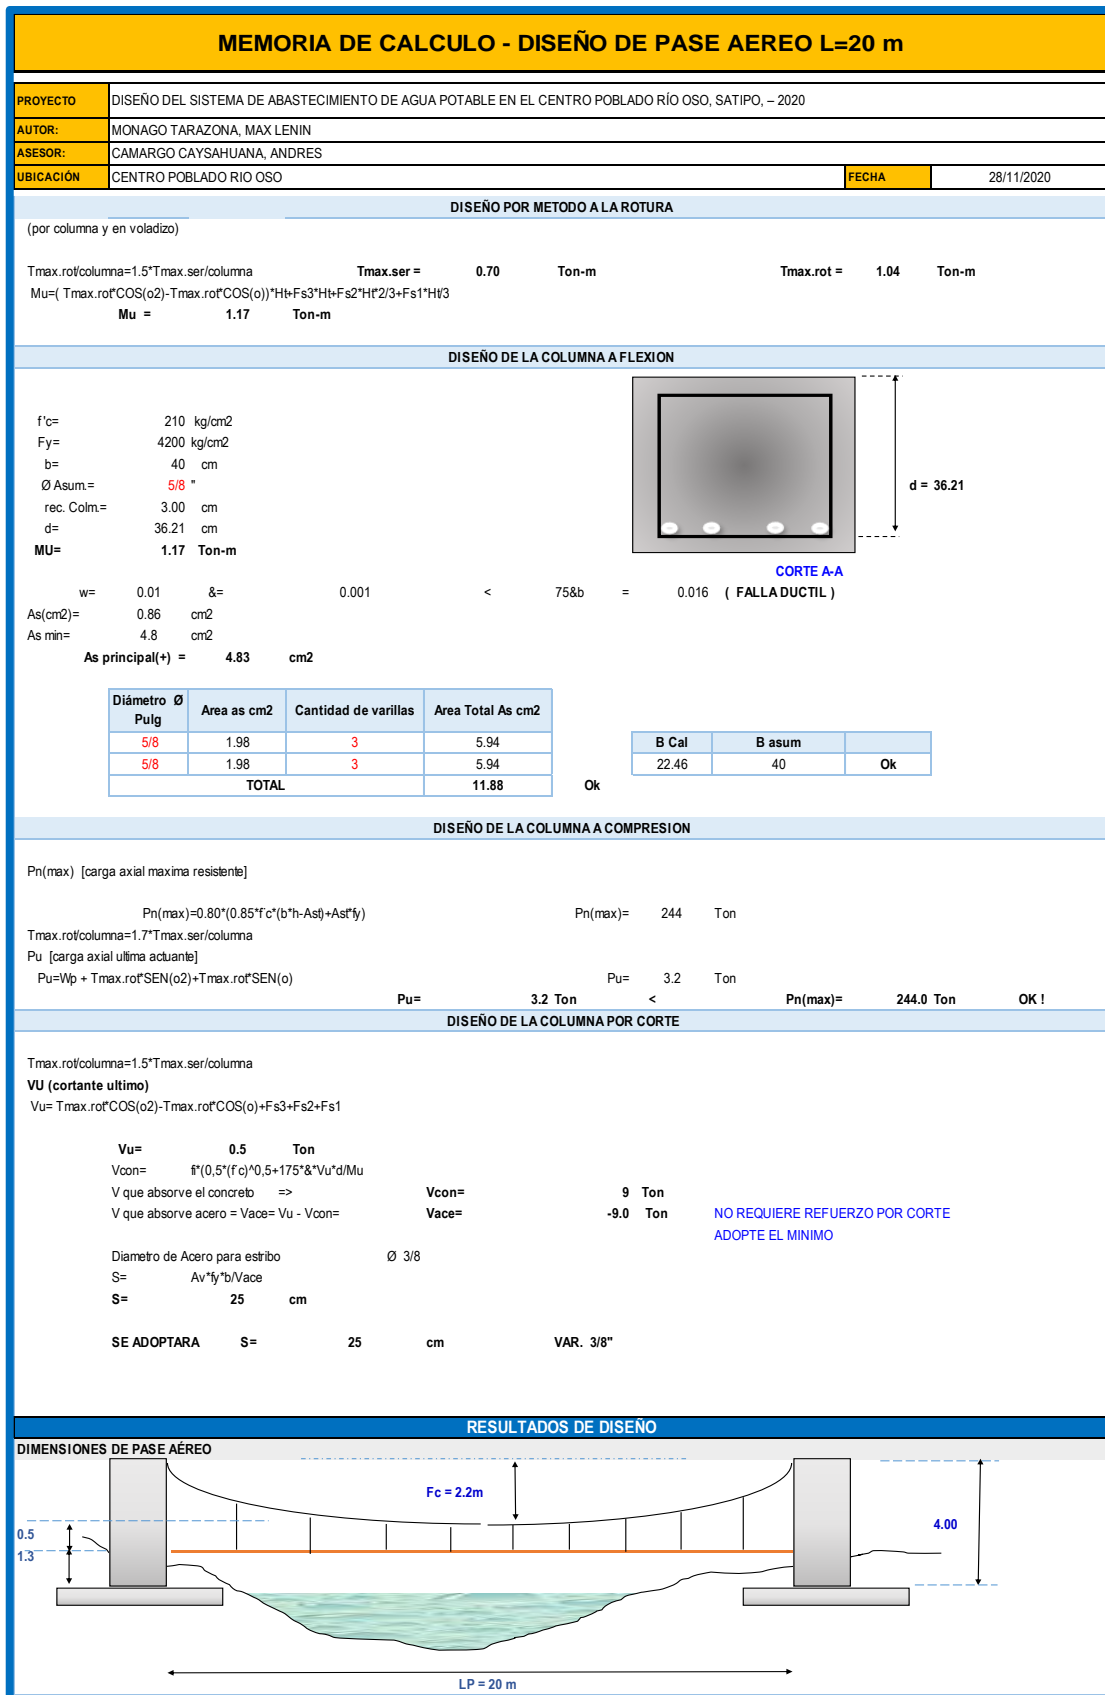 MEMORIA DE CALCULO - DISEÑO DE PASE AEREO L=20 m
PROYECTO DISEÑO DEL SISTEMA DE ABASTECIMIENTO DE AGUA POTABLE EN EL CENTRO POBLADO RÍO OSO, SATIPO, – 2020
AUTOR: MONAGO TARAZONA, MAX LENIN
ASESOR: CAMARGO CAYSAHUANA, ANDRES
UBICACIÓN CENTRO POBLADO RIO OSO FECHA 28/11/2020
DISEÑO POR METODO A LA ROTURA
(por columna y en voladizo)
Tmax.rot/columna=1.5*Tmax.ser/columna Tmax.ser = 0.70 Ton-m Tmax.rot = 1.04 Ton-m
Mu=( Tmax.rot*COS(o2)-Tmax.rot*COS(o))*Ht+Fs3*Ht+Fs2*Ht*2/3+Fs1*Ht/3
Mu = 1.17 Ton-m
DISEÑO DE LA COLUMNA A FLEXION
f'c= 210 kg/cm2
Fy= 4200 kg/cm2
b= 40 cm
Ø Asum.= 5/8 "
rec. Colm.= 3.00 cm
d= 36.21 cm
MU= 1.17 Ton-m
d = 36.21
CORTE A-A
w= 0.01 &= 0.001 < 75&b = 0.016 ( FALLA DUCTIL )
As(cm2)= 0.86 cm2
As min= 4.8 cm2
As principal(+) = 4.83 cm2
Diámetro Ø Pulg Area as cm2 Cantidad de varillas Area Total As cm2
5/8 1.98 3 5.94 B Cal B asum
5/8 1.98 3 5.94 22.46 40 Ok
TOTAL 11.88 Ok
DISEÑO DE LA COLUMNA A COMPRESION
Pn(max) [carga axial maxima resistente]
Pn(max)=0.80*(0.85*f'c*(b*h-Ast)+Ast*fy) Pn(max)= 244 Ton
Tmax.rot/columna=1.7*Tmax.ser/columna
Pu [carga axial ultima actuante]
Pu=Wp + Tmax.rot*SEN(o2)+Tmax.rot*SEN(o) Pu= 3.2 Ton
Pu= 3.2 Ton < Pn(max)= 244.0 Ton OK !
DISEÑO DE LA COLUMNA POR CORTE
Tmax.rot/columna=1.5*Tmax.ser/columna
VU (cortante ultimo)
Vu= Tmax.rot*COS(o2)-Tmax.rot*COS(o)+Fs3+Fs2+Fs1
Vu= 0.5 Ton
Vcon= fi*(0,5*(f'c)^0,5+175*&*Vu*d/Mu
V que absorve el concreto => Vcon= 9 Ton
V que absorve acero = Vace= Vu - Vcon= Vace= -9.0 Ton NO REQUIERE REFUERZO POR CORTE
ADOPTE EL MINIMO
Diametro de Acero para estribo Ø 3/8
S= Av*fy*b/Vace
S= 25 cm
SE ADOPTARA S= 25 cm VAR. 3/8"
RESULTADOS DE DISEÑO
DIMENSIONES DE PASE AÉREO
Fc = 2.2m
4.00
0.5
1.3
LP = 20 m